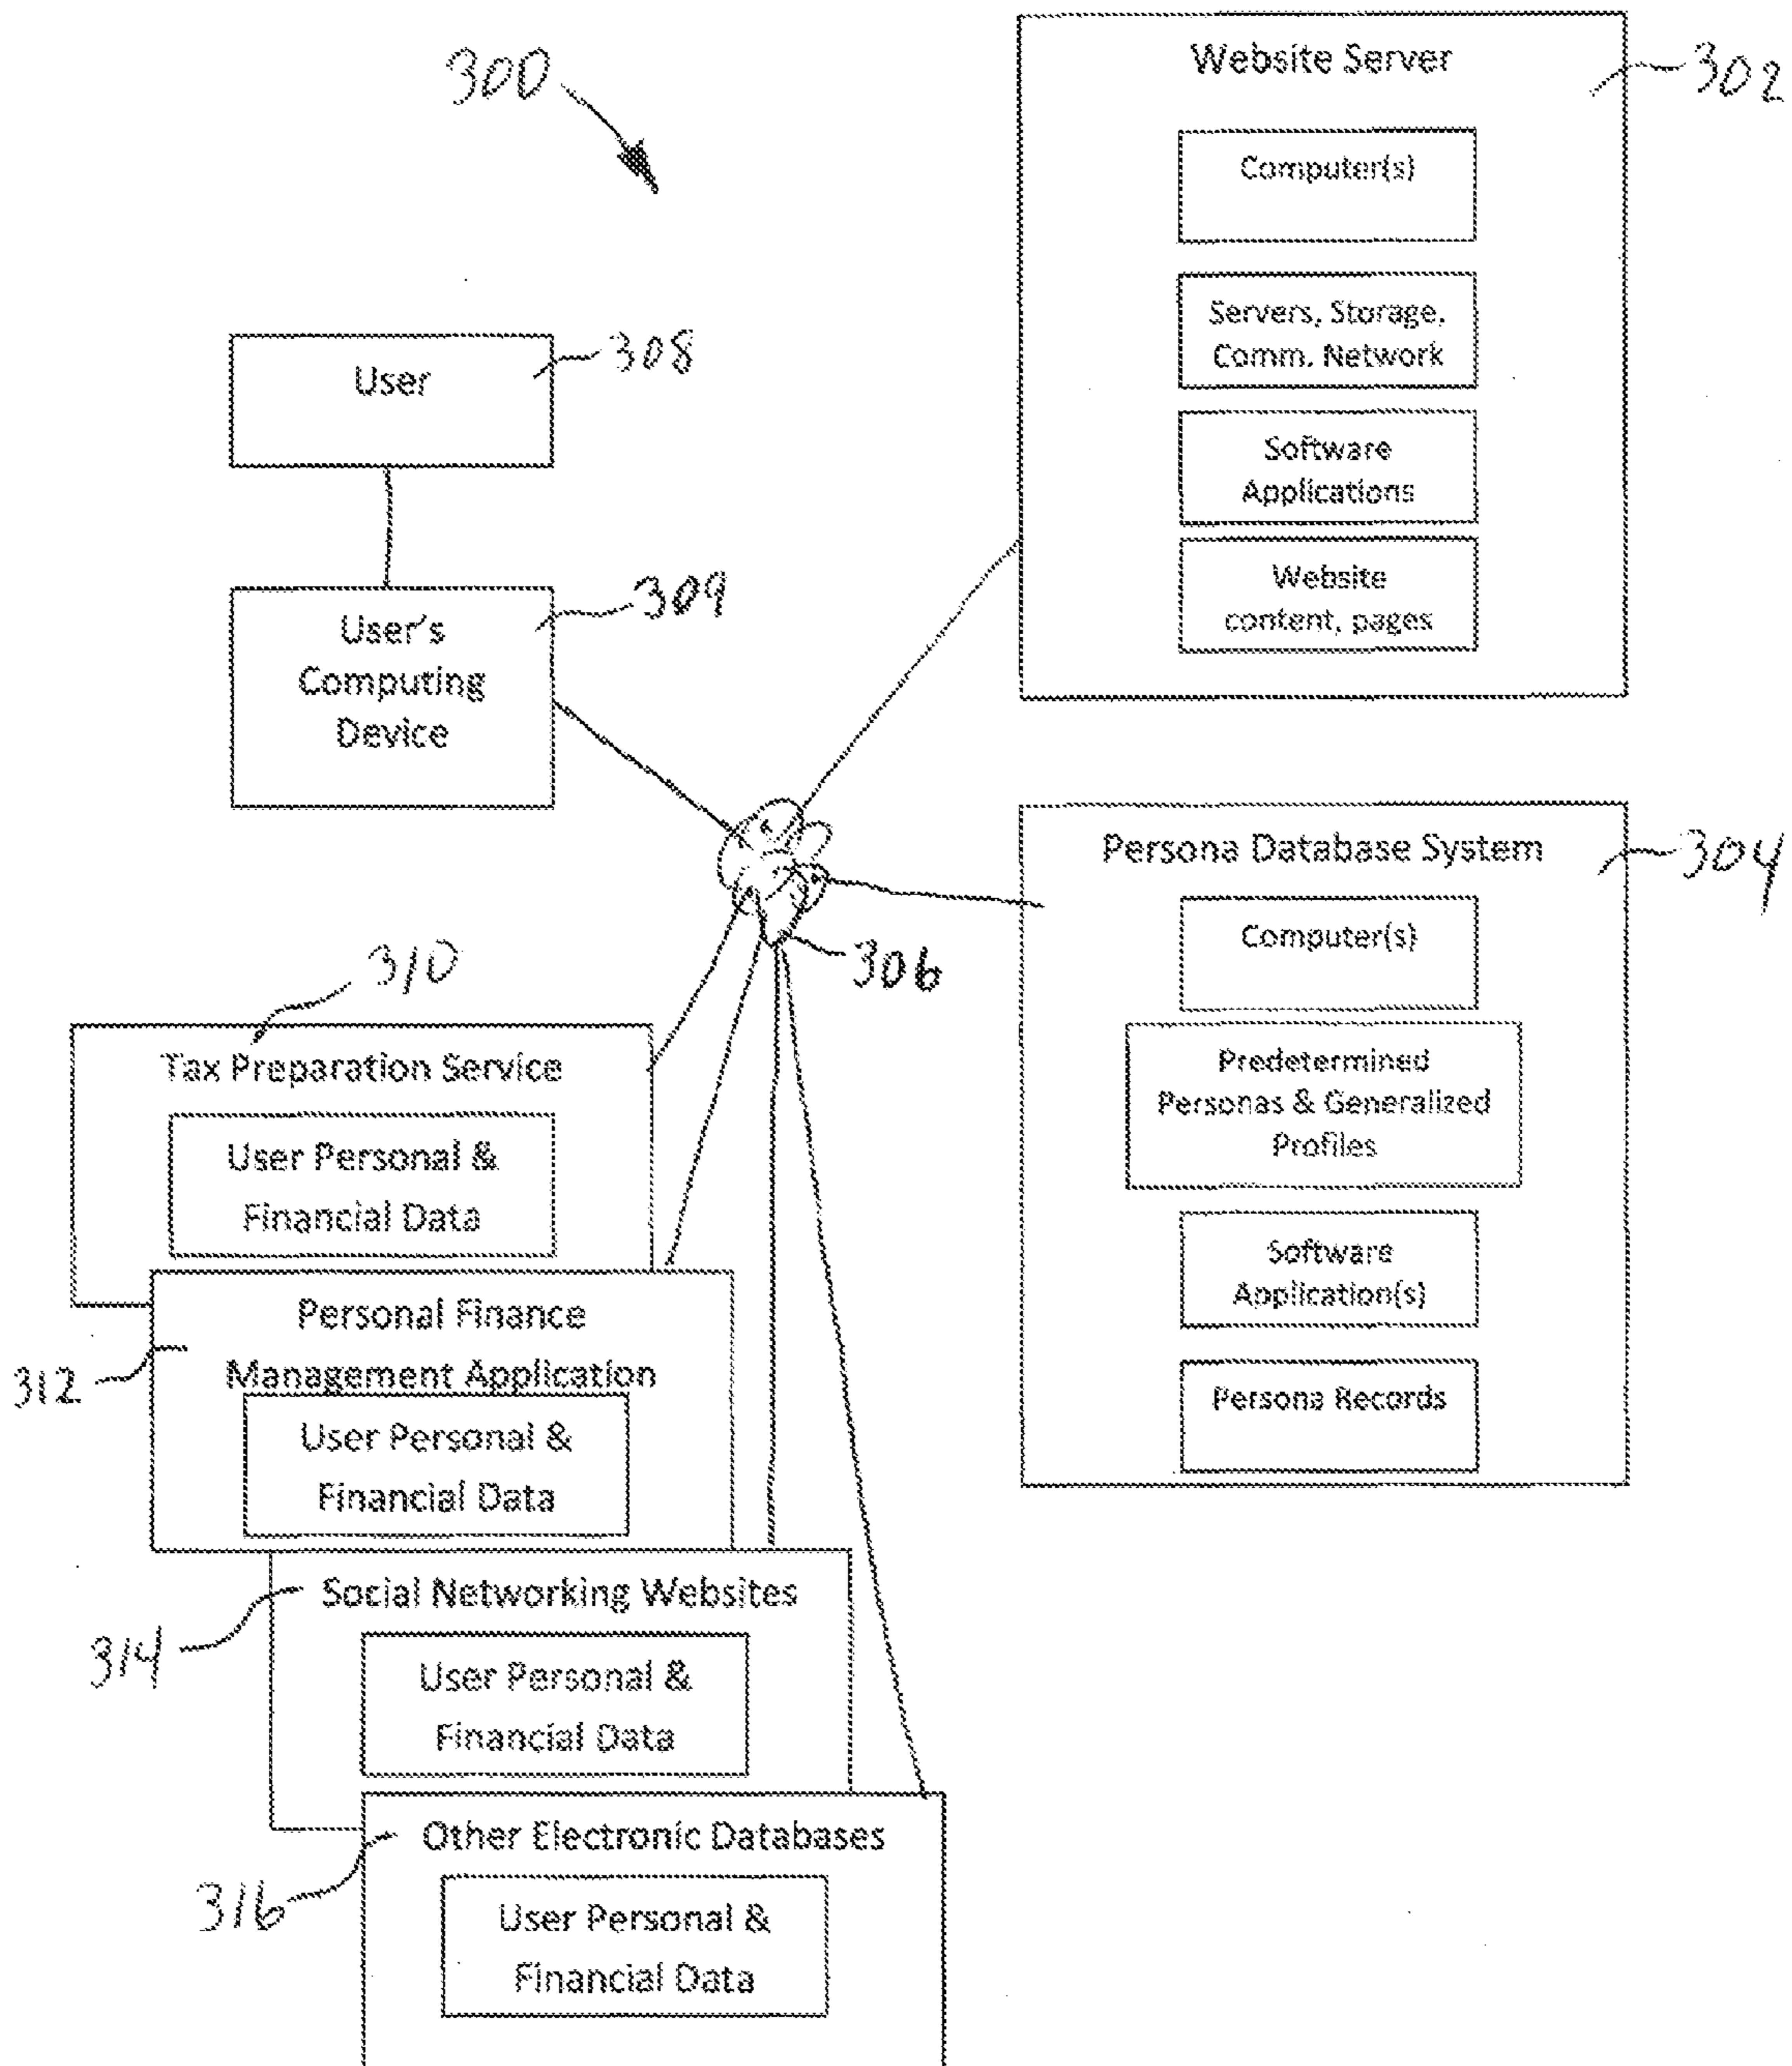 300
Website Server
302
Computer(s)
Servers, Storage,
Comm. Network
Software
Applications
Website
content, pages
User
308
User's
Computing
Device
309
306
Persona Database System
304
Computer(s)
Predetermined
Personas & Generalized
Profiles
Software
Application(s)
Persona Records
310
Tax Preparation Service
User Personal &
Financial Data
312
Personal Finance
Management Application
User Personal &
Financial Data
314
Social Networking Websites
User Personal &
Financial Data
316
Other Electronic Databases
User Personal &
Financial Data